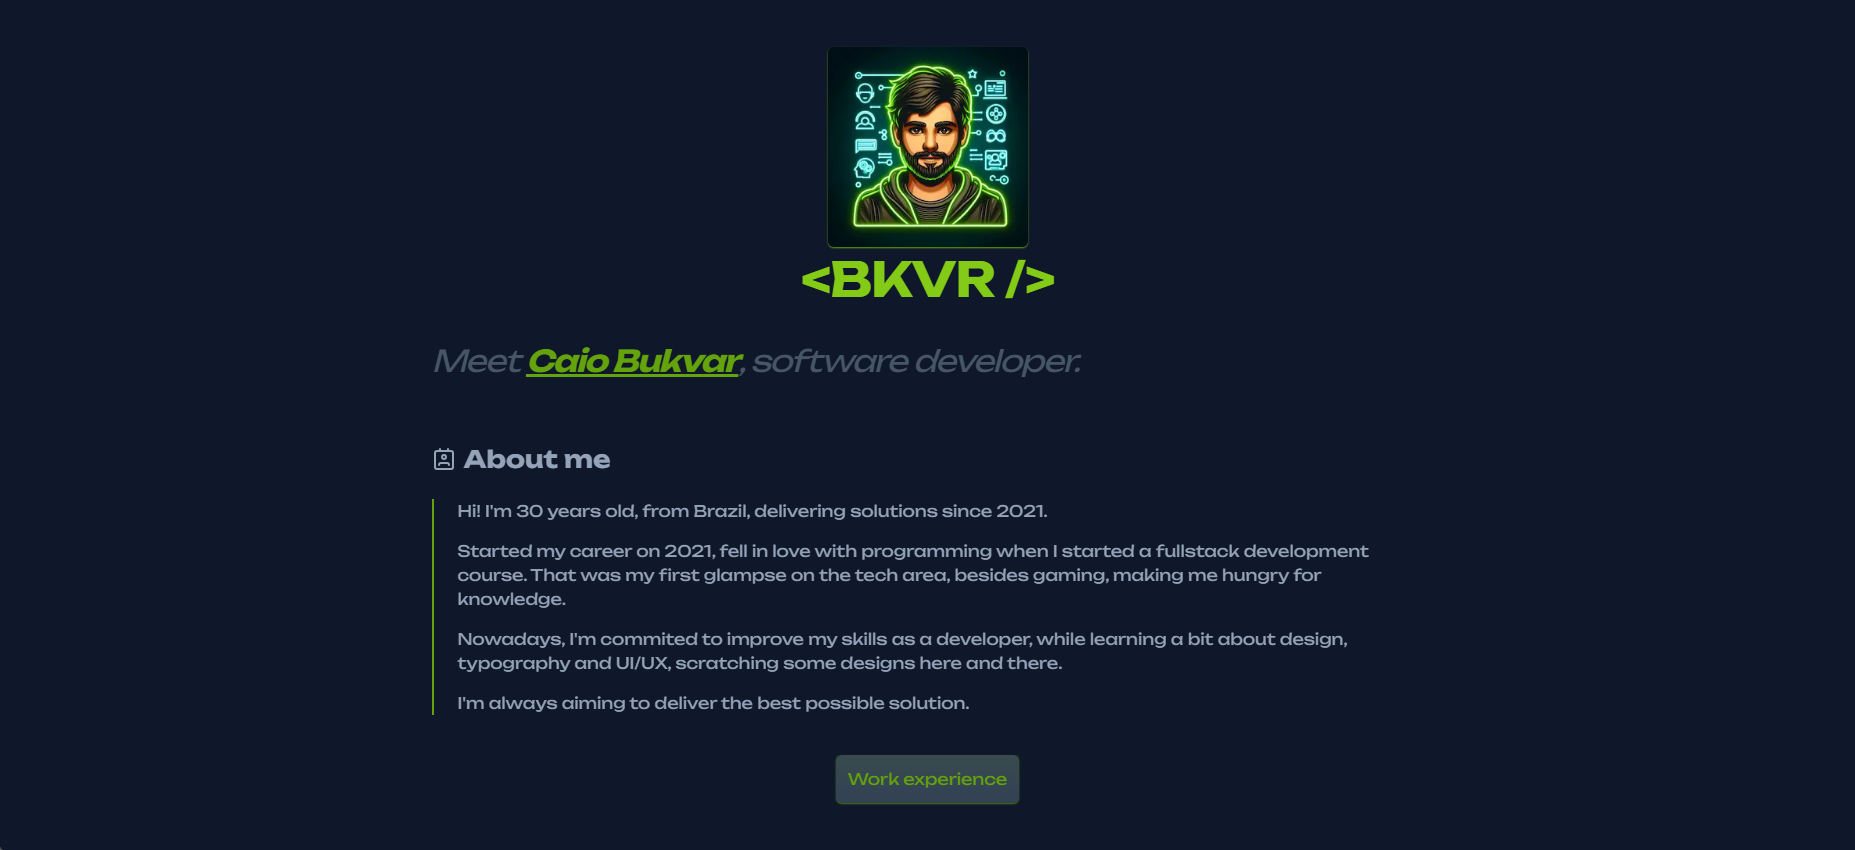 <BKVR />
Meet Caio Bukvar, software developer.
About me
Hi! I'm 30 years old, from Brazil, delivering solutions since 2021.
Started my career on 2021, fell in love with programming when I started a fullstack development
course. That was my first glampse on the tech area, besides gaming, making me hungry for
knowledge.
Nowadays, I'm commited to improve my skills as a developer, while learning a bit about design,
typography and UI/UX, scratching some designs here and there.
I'm always aiming to deliver the best possible solution.
Work experience